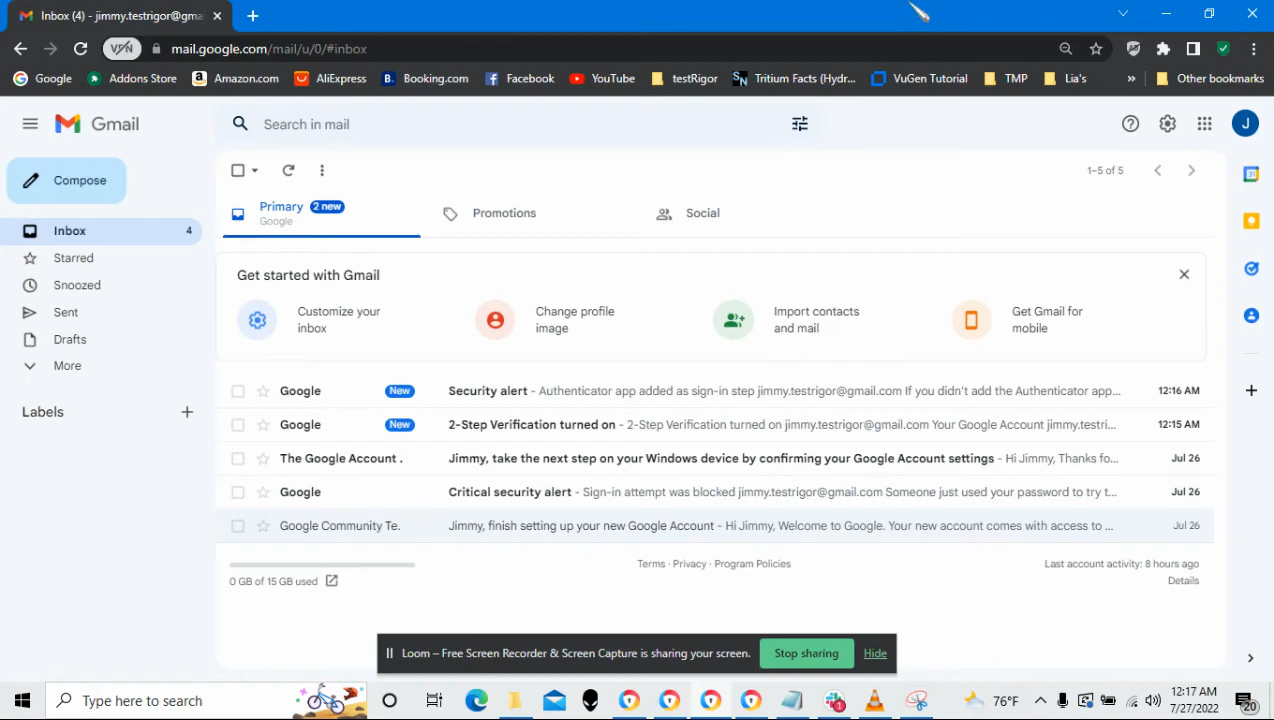 Inbox (4) - jimmy.testrigor@gma
mail.google.com/mail/u/0/#inbox
VPN
Google Addons Store Amazon.com AliExpress Booking.com Facebook YouTube testRigor Tritium Facts (Hydr... VuGen Tutorial TMP Lia's » Other bookmarks
Gmail
Search in mail
J
Compose
1–5 of 5
Primary 2 new
Google
Promotions
Social
Inbox 4
Starred
Snoozed
Sent
Drafts
More
Labels
Get started with Gmail
Customize your inbox
Change profile image
Import contacts and mail
Get Gmail for mobile
Google New Security alert - Authenticator app added as sign-in step jimmy.testrigor@gmail.com If you didn't add the Authenticator app... 12:16 AM
Google New 2-Step Verification turned on - 2-Step Verification turned on jimmy.testrigor@gmail.com Your Google Account jimmy.testri... 12:15 AM
The Google Account . Jimmy, take the next step on your Windows device by confirming your Google Account settings - Hi Jimmy, Thanks fo... Jul 26
Google Critical security alert - Sign-in attempt was blocked jimmy.testrigor@gmail.com Someone just used your password to try t... Jul 26
Google Community Te. Jimmy, finish setting up your new Google Account - Hi Jimmy, Welcome to Google. Your new account comes with access to ... Jul 26
0 GB of 15 GB used
Terms · Privacy · Program Policies
Last account activity: 8 hours ago
Details
Loom – Free Screen Recorder & Screen Capture is sharing your screen. Stop sharing Hide
Type here to search
76°F
12:17 AM
7/27/2022
20